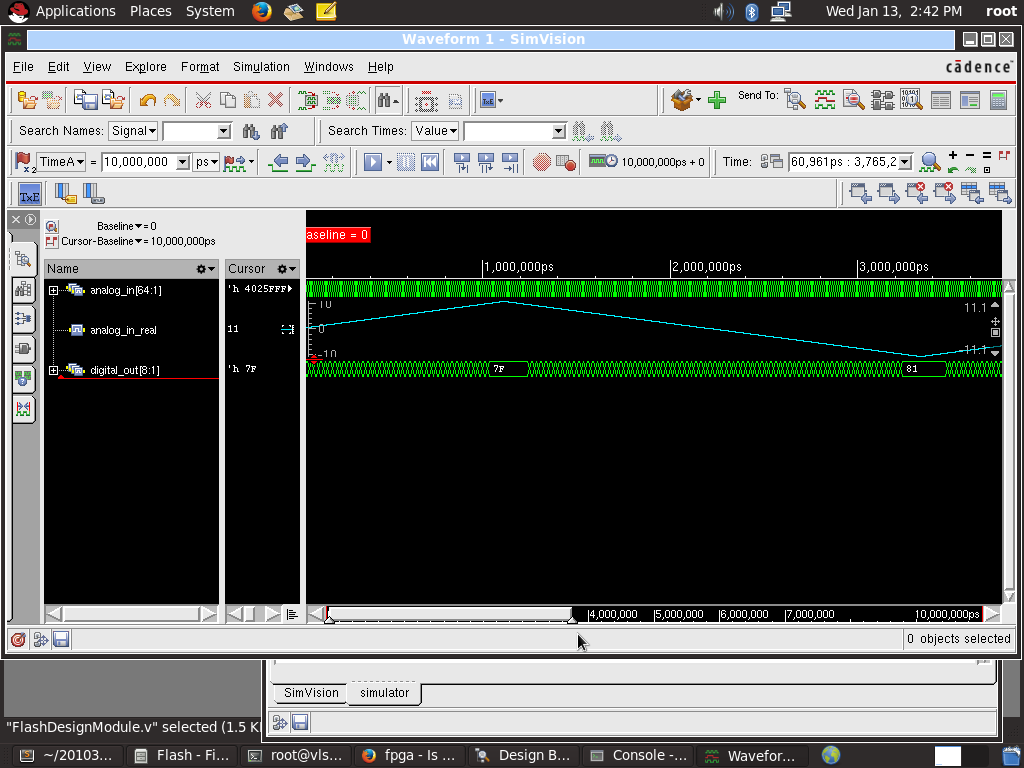 Applications Places System Wed Jan 13, 2:42 PM root
Waveform 1 - SimVision
File Edit View Explore Format Simulation Windows Help cādence
Send To:
Search Names: Signal Search Times: Value
TimeA = 10,000,000 ps 10,000,000ps + 0 Time: 60,961ps : 3,765,2
TxE
Baseline = 0
Cursor-Baseline = 10,000,000ps
aseline = 0
Name Cursor 1,000,000ps 2,000,000ps 3,000,000ps
analog_in[64:1] 'h 4025FFF
10 11.1
analog_in_real 11 0
-10 -11.1
digital_out[8:1] 'h 7F 7F 81
4,000,000 5,000,000 6,000,000 7,000,000 10,000,000ps
0 objects selected
SimVision simulator
"FlashDesignModule.v" selected (1.5 K
~/20103... Flash - Fi... root@vls... fpga - Is ... Design B... Console -... Wavefor...